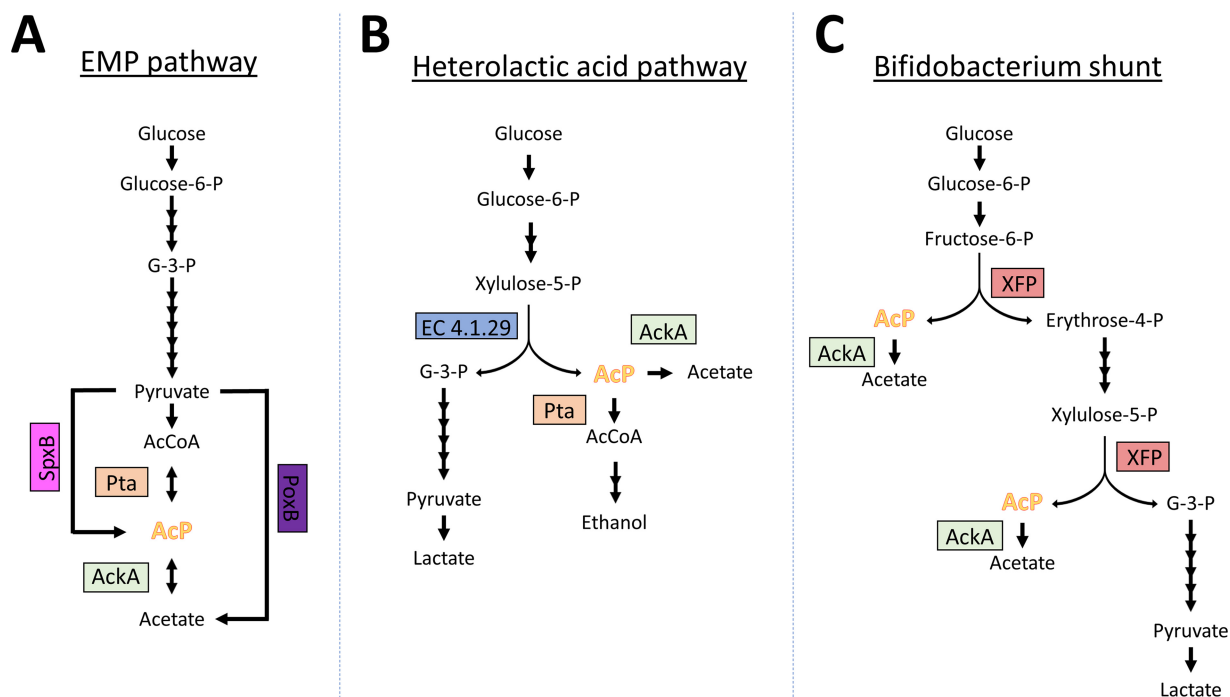 A
EMP pathway
Glucose
Glucose-6-P
G-3-P
Pyruvate
AcCoA
SpxB
Pta
PoxB
AcP
AckA
Acetate
B
Heterolactic acid pathway
Glucose
Glucose-6-P
Xylulose-5-P
EC 4.1.29
AckA
G-3-P
AcP
Acetate
Pta
AcCoA
Pyruvate
Ethanol
Lactate
C
Bifidobacterium shunt
Glucose
Glucose-6-P
Fructose-6-P
XFP
AcP
Erythrose-4-P
AckA
Acetate
Xylulose-5-P
XFP
AcP
G-3-P
AckA
Acetate
Pyruvate
Lactate